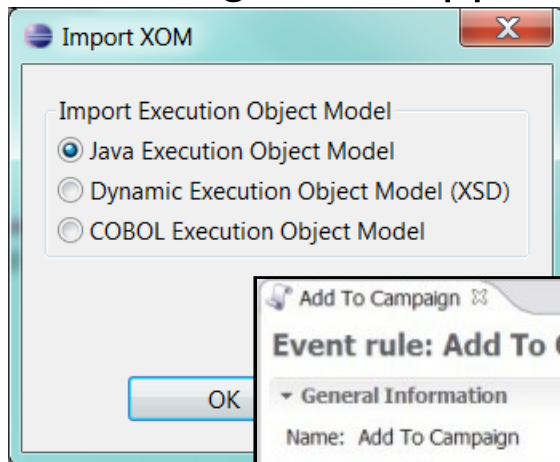 Import XOM
Import Execution Object Model
Java Execution Object Model
Dynamic Execution Object Model (XSD)
COBOL Execution Object Model
OK
Add To Campaign
Event rule: Add To
General Information
Name: Add To Campaign